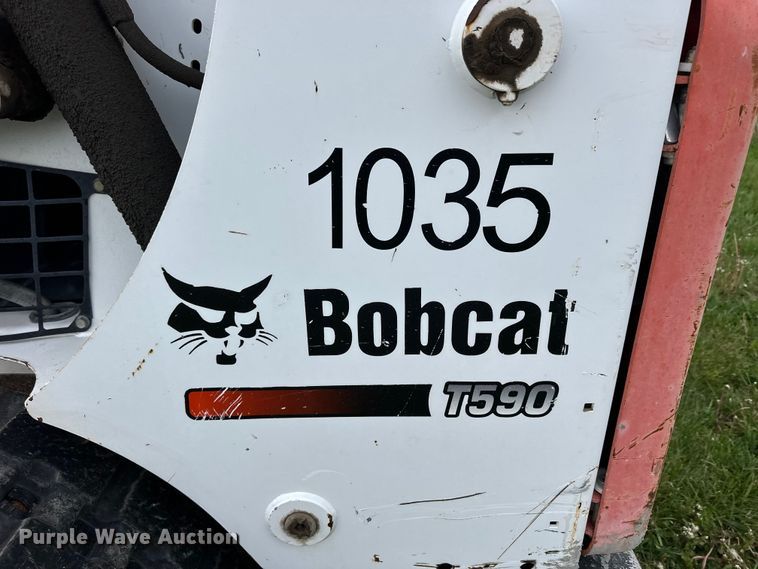 1035
Bobcat
T590
Purple Wave Auction